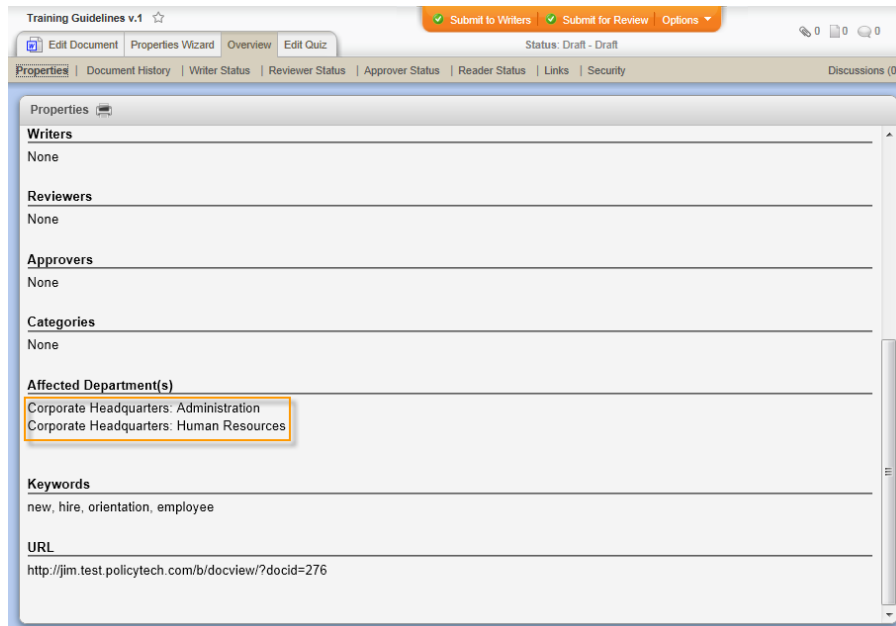 Training Guidelines v.1
Submit to Writers Submit for Review Options
0 0 0
Edit Document Properties Wizard Overview Edit Quiz
Status: Draft - Draft
Properties | Document History | Writer Status | Reviewer Status | Approver Status | Reader Status | Links | Security Discussions (0
Properties
Writers
None
Reviewers
None
Approvers
None
Categories
None
Affected Department(s)
Corporate Headquarters: Administration
Corporate Headquarters: Human Resources
Keywords
new, hire, orientation, employee
URL
http://jim.test.policytech.com/b/docview/?docid=276